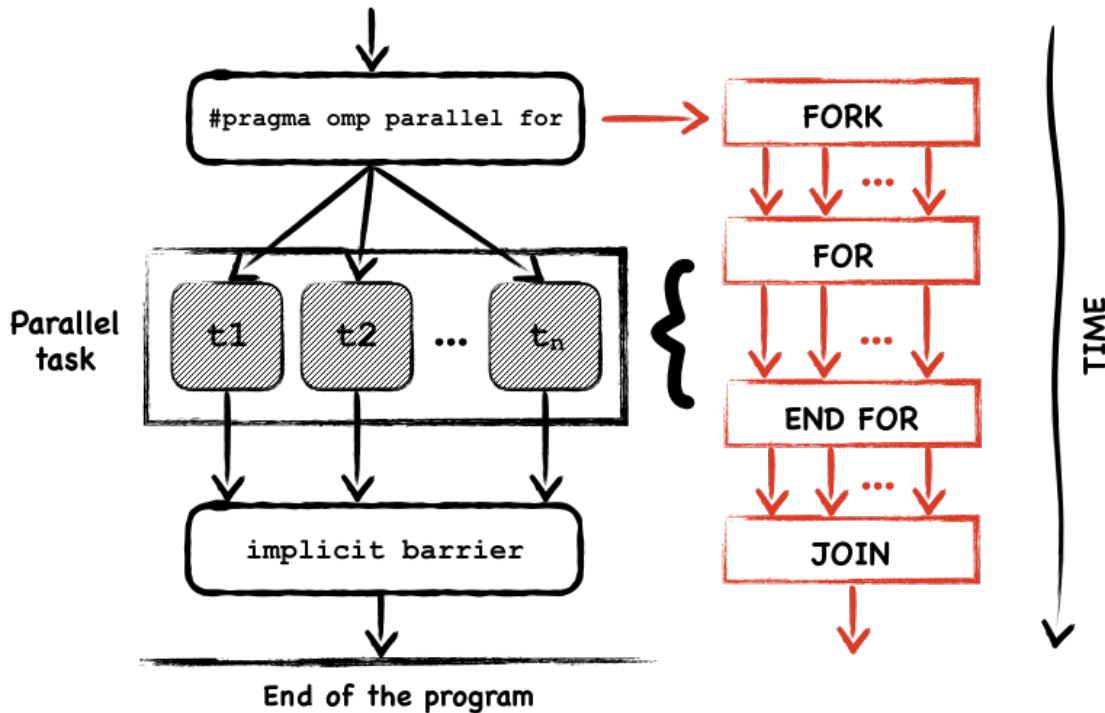 #pragma omp parallel for
FORK
...
FOR
Parallel
task
t1 t2 ... tn
...
END FOR
...
implicit barrier
JOIN
End of the program
TIME